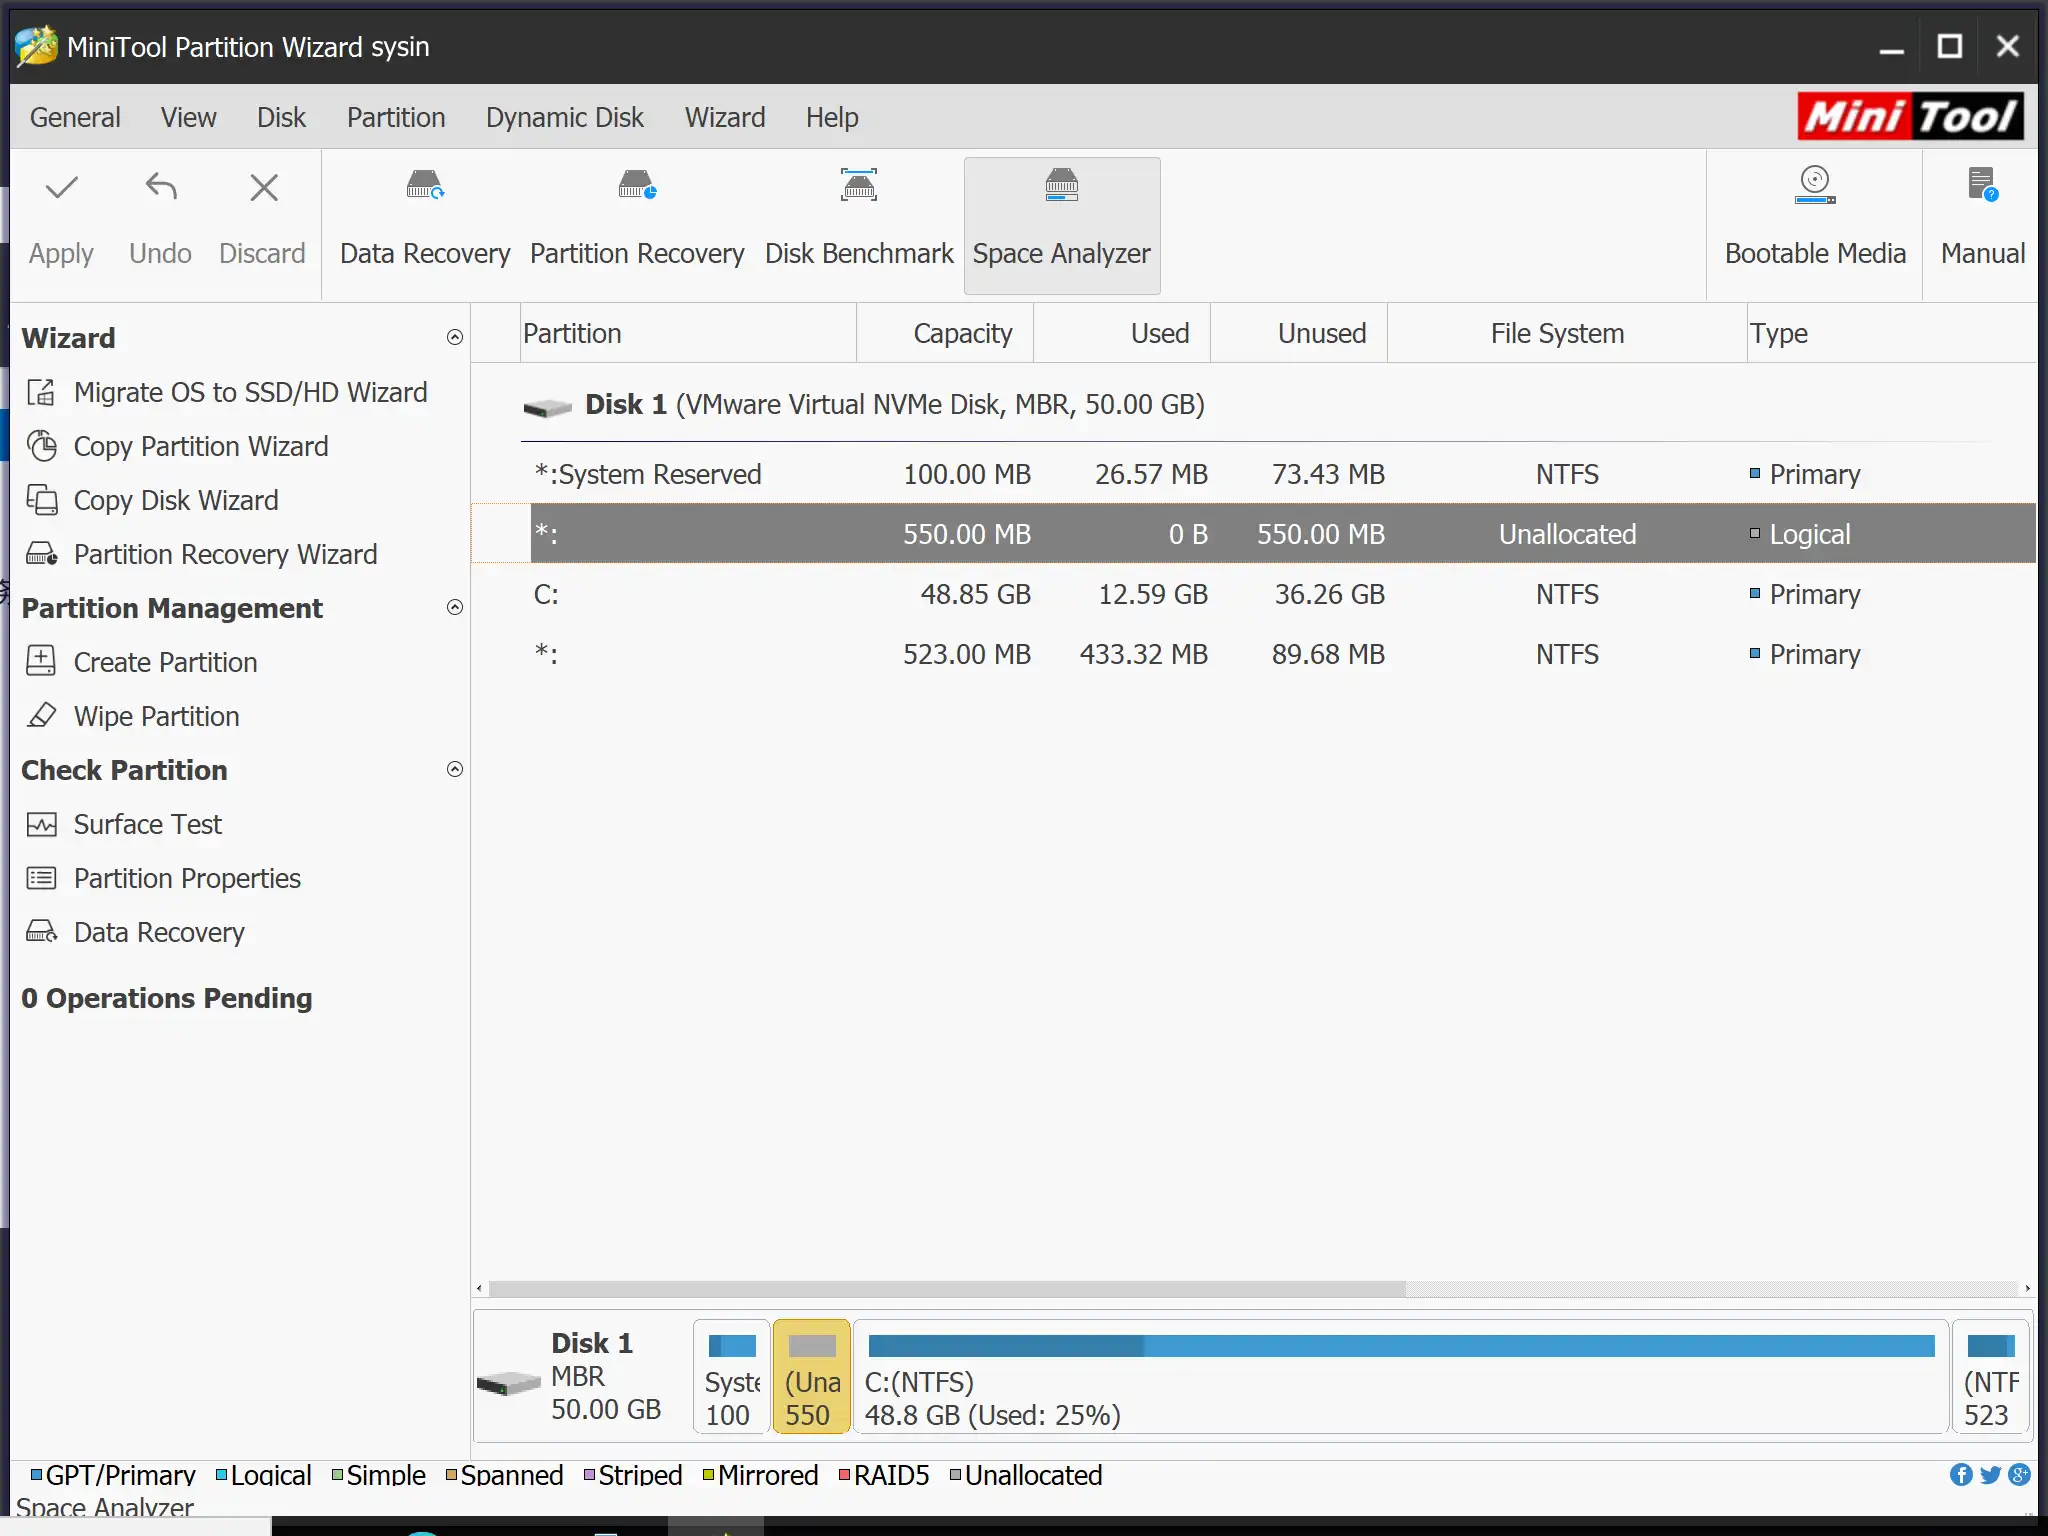 MiniTool Partition Wizard sysin
General View Disk Partition Dynamic Disk Wizard Help
MiniTool
Apply Undo Discard Data Recovery Partition Recovery Disk Benchmark Space Analyzer Bootable Media Manual
Wizard
Migrate OS to SSD/HD Wizard
Copy Partition Wizard
Copy Disk Wizard
Partition Recovery Wizard
Partition Management
Create Partition
Wipe Partition
Check Partition
Surface Test
Partition Properties
Data Recovery
0 Operations Pending
Partition Capacity Used Unused File System Type
Disk 1 (VMware Virtual NVMe Disk, MBR, 50.00 GB)
*:System Reserved 100.00 MB 26.57 MB 73.43 MB NTFS Primary
*: 550.00 MB 0 B 550.00 MB Unallocated Logical
C: 48.85 GB 12.59 GB 36.26 GB NTFS Primary
*: 523.00 MB 433.32 MB 89.68 MB NTFS Primary
Disk 1
MBR
50.00 GB
Syste
100
(Una
550
C:(NTFS)
48.8 GB (Used: 25%)
(NTF
523
GPT/Primary Logical Simple Spanned Striped Mirrored RAID5 Unallocated
Space Analyzer